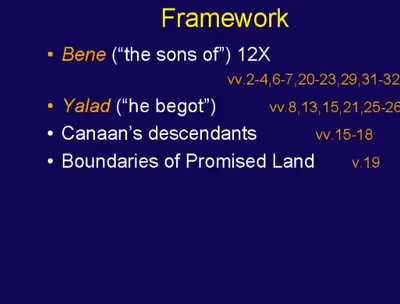 Framework
• Bene (“the sons of”) 12X
vv.2-4,6-7,20-23,29,31-32
• Yalad (“he begot”) vv.8,13,15,21,25-26
• Canaan’s descendants vv.15-18
• Boundaries of Promised Land v.19